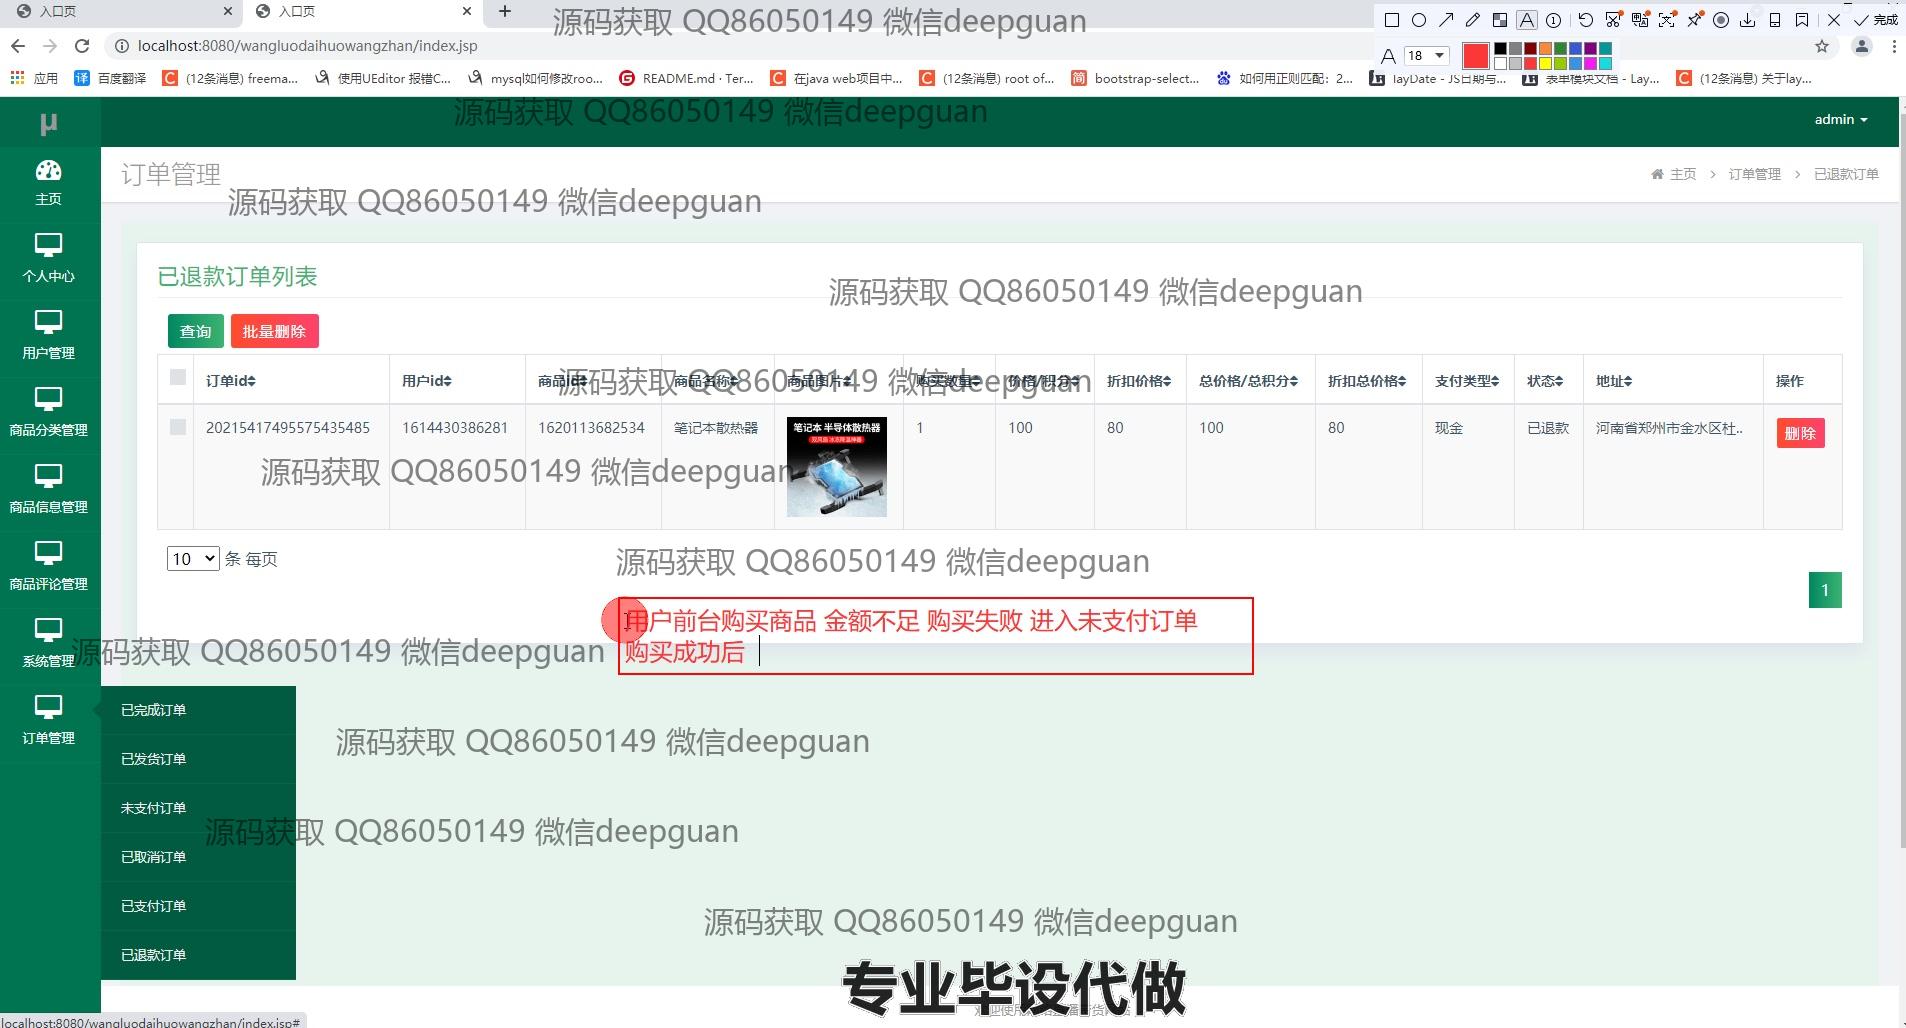 入口页
入口页
源码获取 QQ86050149 微信deepguan
18
完成
localhost:8080/wangluodaihuowangzhan/index.jsp
应用
百度翻译
(12条消息) freema...
使用UEditor 报错C...
mysql如何修改roo...
README.md · Ter...
在java web项目中...
(12条消息) root of...
bootstrap-select...
如何用正则匹配：2...
layDate - JS日期与...
表单模块文档 - Lay...
(12条消息) 关于lay...
源码获取 QQ86050149 微信deepguan
μ
admin
主页
个人中心
用户管理
商品分类管理
商品信息管理
商品评论管理
系统管理
订单管理
订单管理
主页 > 订单管理 > 已退款订单
源码获取 QQ86050149 微信deepguan
已退款订单列表
源码获取 QQ86050149 微信deepguan
查询 批量删除
订单id 用户id 商品id 商品名称 商品图片 购买数量 价格/积分 折扣价格 总价格/总积分 折扣总价格 支付类型 状态 地址 操作
源码获取 QQ86050149 微信deepguan
20215417495575435485 1614430386281 1620113682534 笔记本散热器 1 100 80 100 80 现金 已退款 河南省郑州市金水区杜.. 删除
笔记本 半导体散热器
源码获取 QQ86050149 微信deepguan
10 条 每页
源码获取 QQ86050149 微信deepguan
1
用户前台购买商品 金额不足 购买失败 进入未支付订单
购买成功后
源码获取 QQ86050149 微信deepguan
已完成订单
已发货订单
未支付订单
已取消订单
已支付订单
已退款订单
源码获取 QQ86050149 微信deepguan
源码获取 QQ86050149 微信deepguan
源码获取 QQ86050149 微信deepguan
专业毕设代做
localhost:8080/wangluodaihuowangzhan/index.jsp#